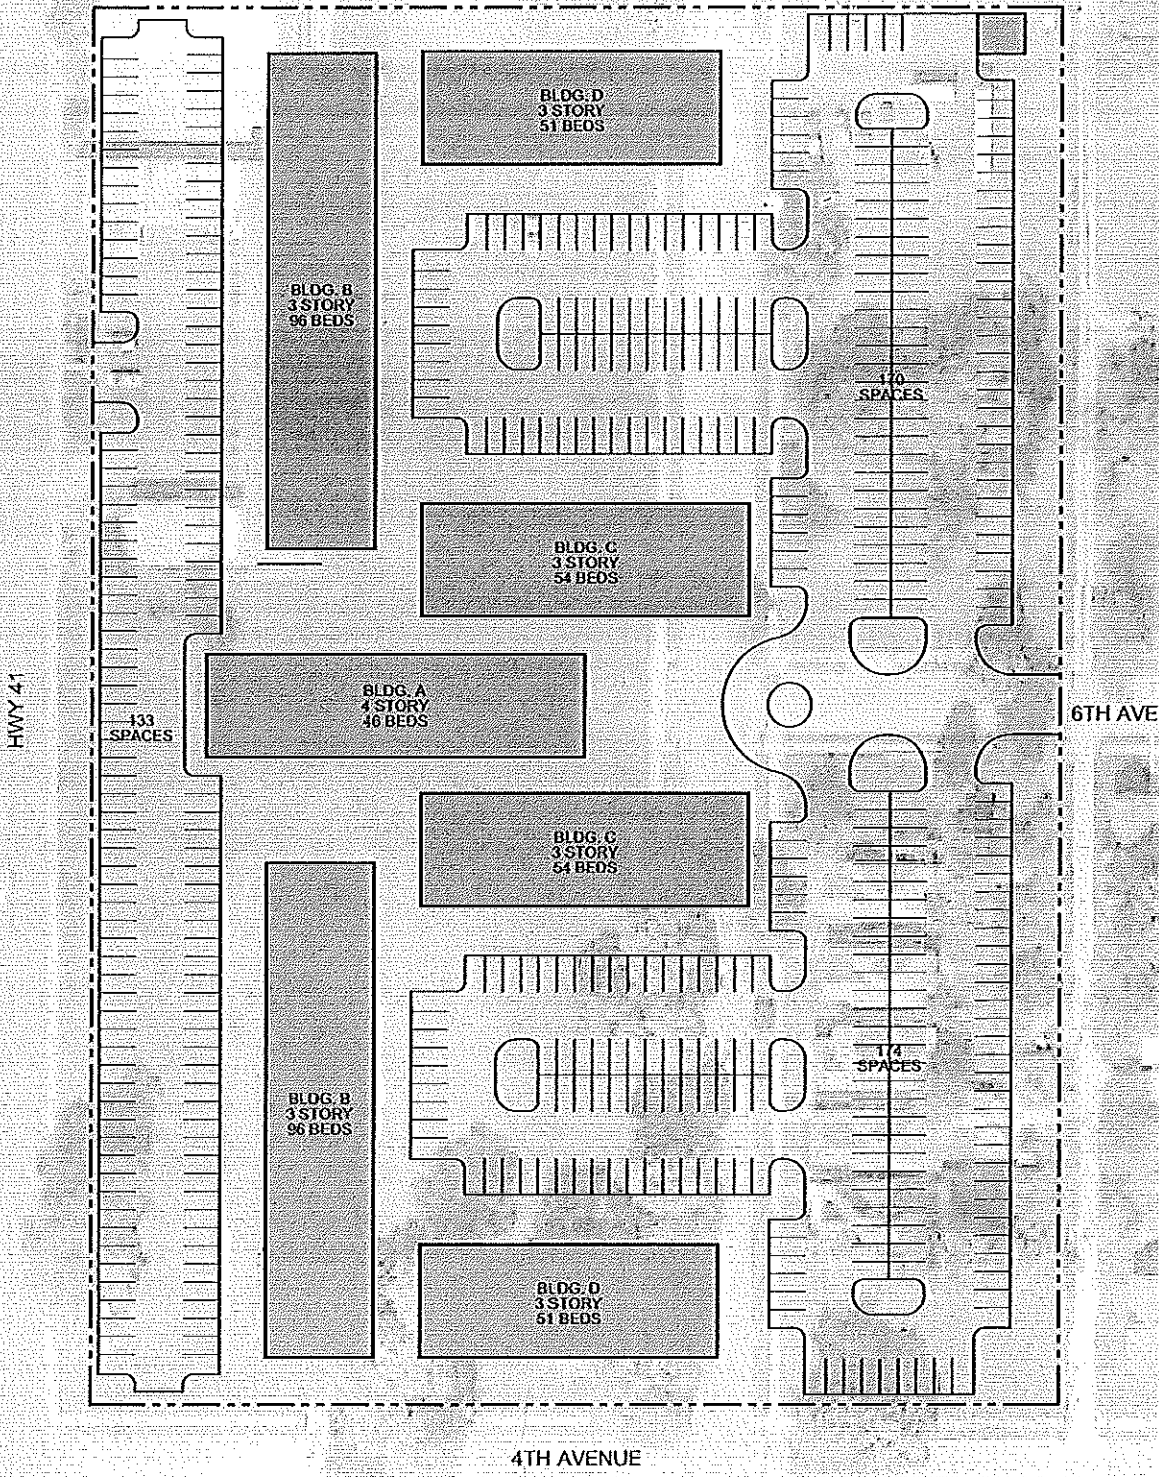 BLDG. D
3 STORY
51 BEDS
BLDG. B
3 STORY
96 BEDS
170
SPACES
BLDG. C
3 STORY
54 BEDS
HWY 41
133
SPACES
BLDG. A
4 STORY
46 BEDS
6TH AVE
BLDG. C
3 STORY
54 BEDS
BLDG. B
3 STORY
96 BEDS
174
SPACES
BLDG. D
3 STORY
51 BEDS
4TH AVENUE